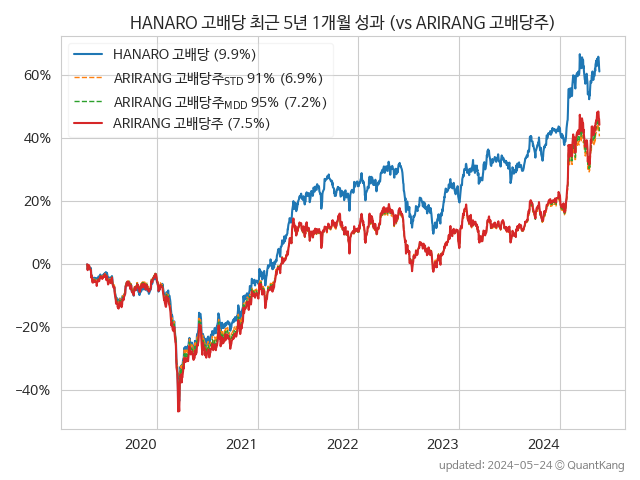 HANARO 고배당 최근 5년 1개월 성과 (vs ARIRANG 고배당주)
HANARO 고배당 (9.9%)
ARIRANG 고배당주STD 91% (6.9%)
ARIRANG 고배당주MDD 95% (7.2%)
ARIRANG 고배당주 (7.5%)
60%
40%
20%
0%
−20%
−40%
2020 2021 2022 2023 2024
updated: 2024-05-24 © QuantKang